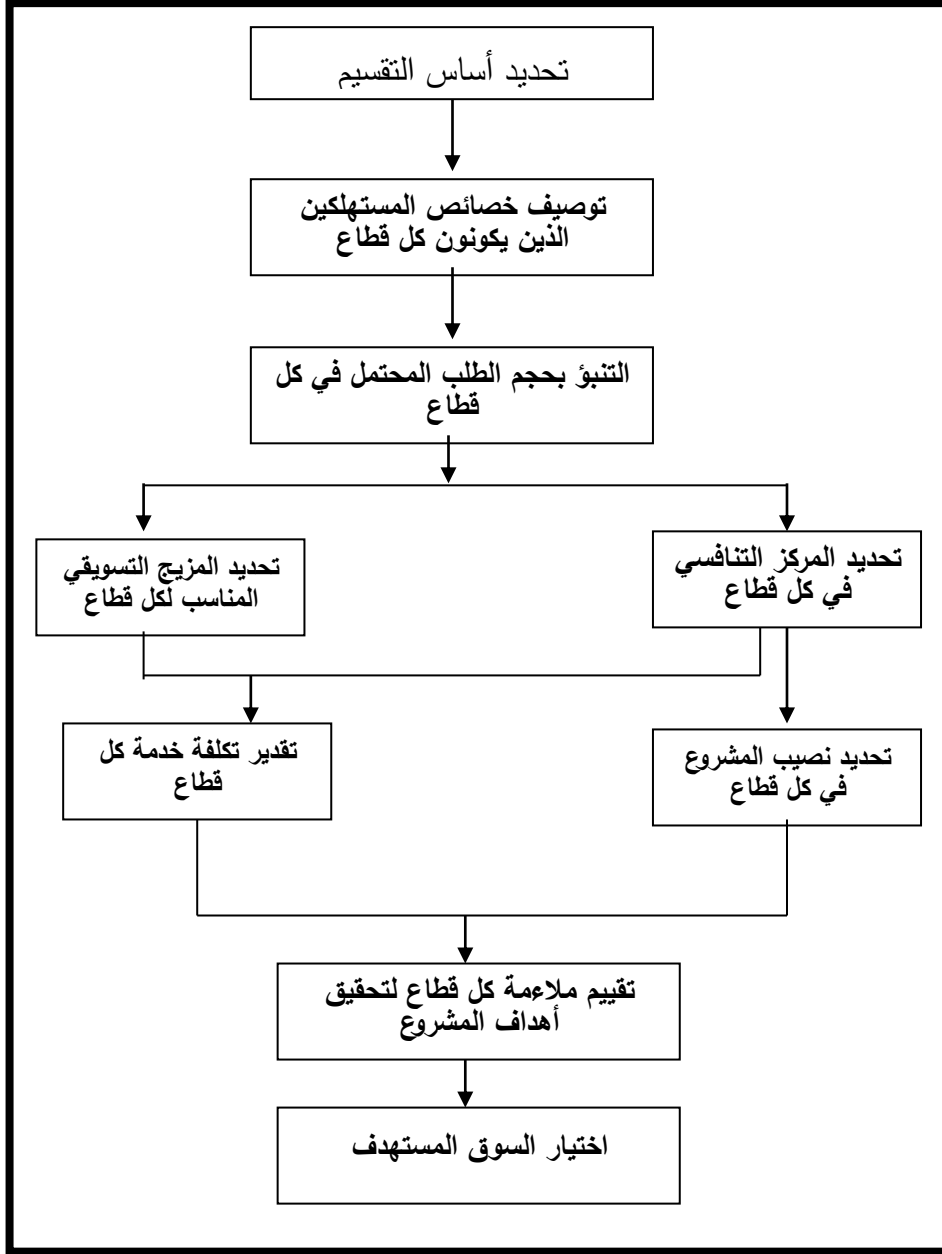 تحديد أساس التقسيم
توصيف خصائص المستهلكين
الذين يكونون كل قطاع
التنبؤ بحجم الطلب المحتمل في كل
قطاع
تحديد المركز التنافسي
في كل قطاع
تحديد المزيج التسويقي
المناسب لكل قطاع
تحديد نصيب المشروع
في كل قطاع
تقدير تكلفة خدمة كل
قطاع
تقييم ملاءمة كل قطاع لتحقيق
أهداف المشروع
اختيار السوق المستهدف